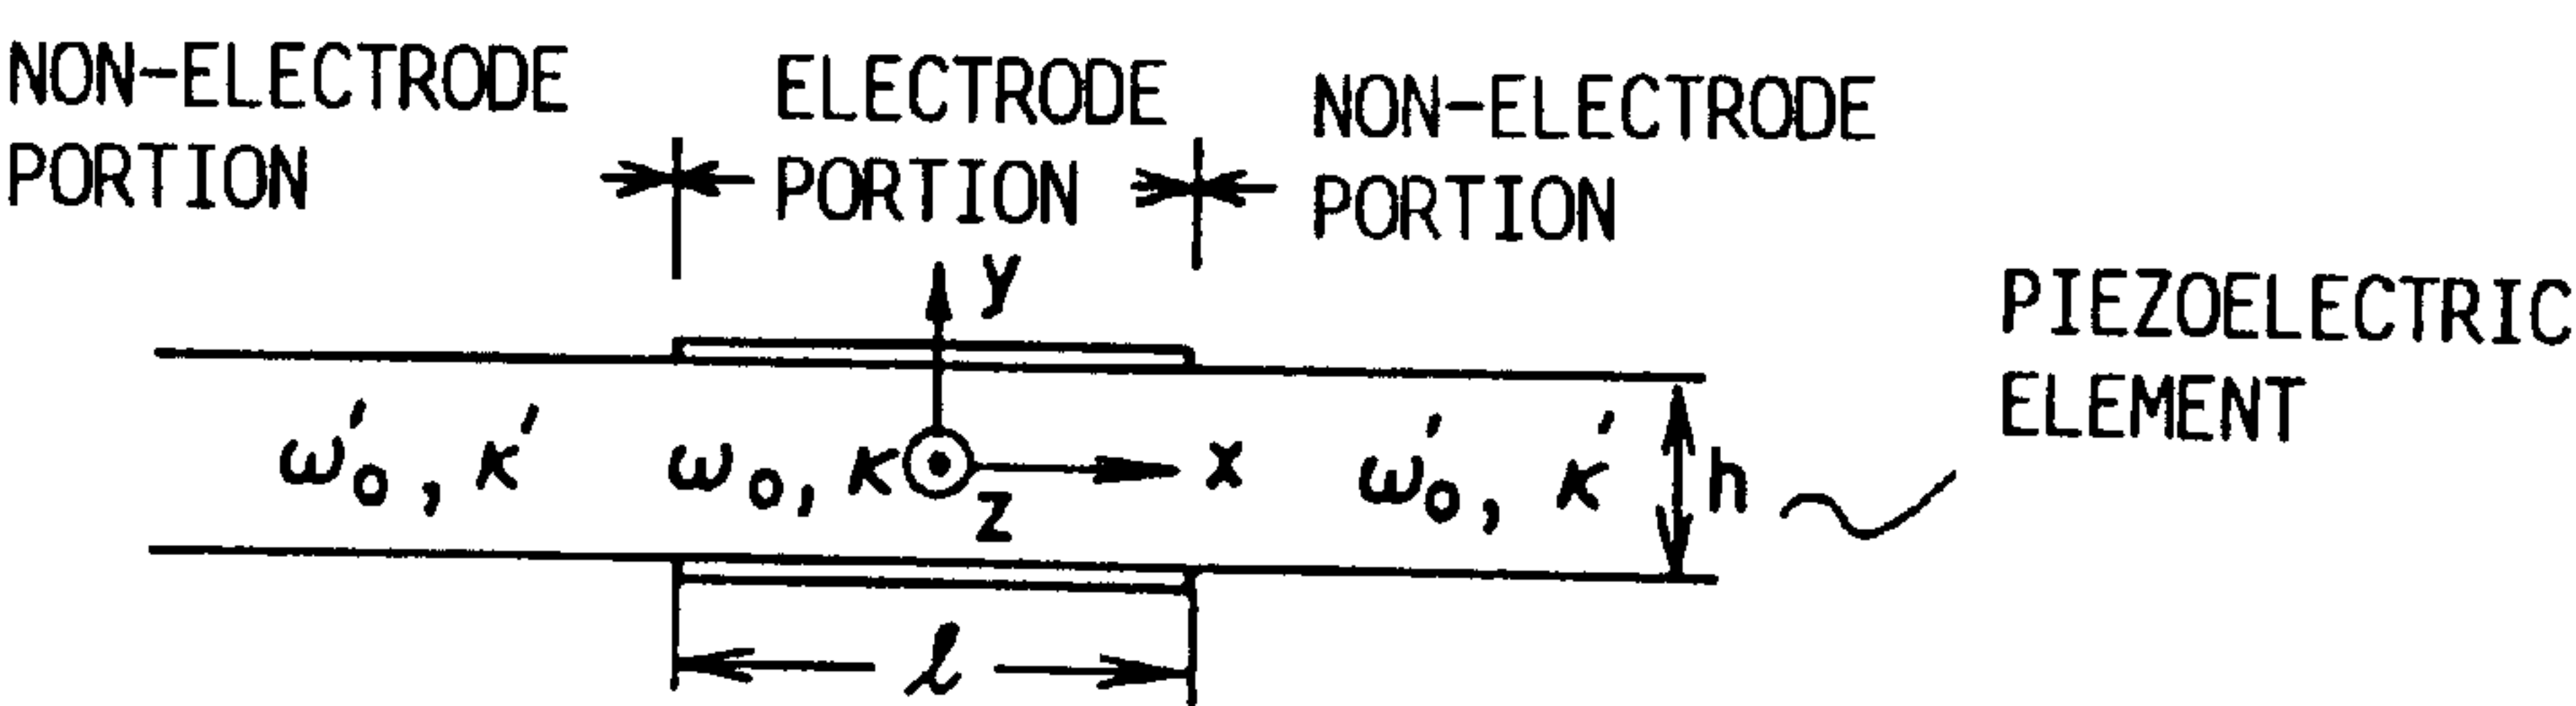 NON-ELECTRODE
PORTION
ELECTRODE
PORTION
NON-ELECTRODE
PORTION
PIEZOELECTRIC
ELEMENT
y
ω'₀, κ'
ω₀, κ
x
z
ω'₀, κ'
h
ℓ